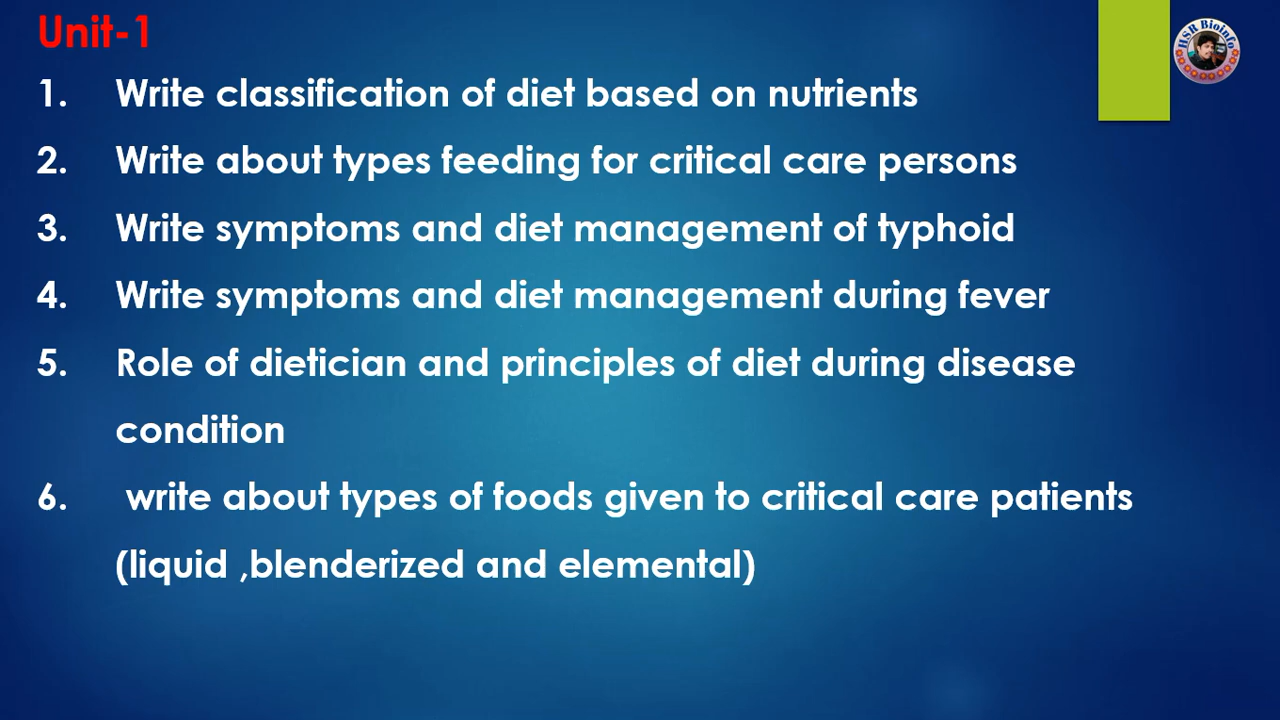 Unit-1
HSR Bioinfo
1. Write classification of diet based on nutrients
2. Write about types feeding for critical care persons
3. Write symptoms and diet management of typhoid
4. Write symptoms and diet management during fever
5. Role of dietician and principles of diet during disease
condition
6. write about types of foods given to critical care patients
(liquid ,blenderized and elemental)